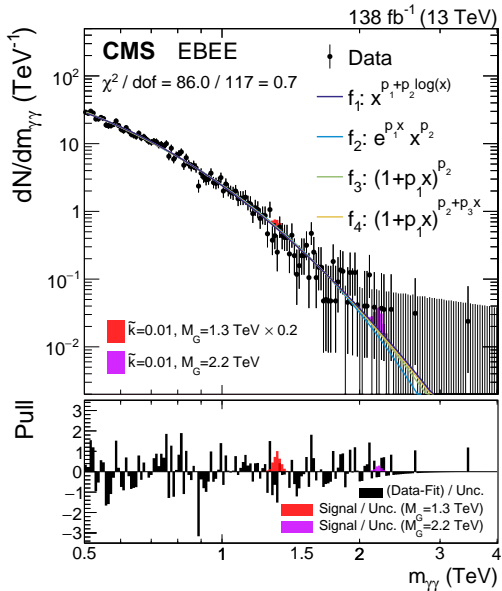 138 fb⁻¹ (13 TeV)
CMS EBEE
χ² / dof = 86.0 / 117 = 0.7
Data
f₁: x^{p₁+p₂log(x)}
f₂: e^{p₁x} x^{p₂}
f₃: (1+p₁x)^{p₂}
f₄: (1+p₁x)^{p₂+p₃x}
dN/dm_{γγ} (TeV⁻¹)
10²
10
1
10⁻¹
10⁻²
k̃=0.01, M_G=1.3 TeV × 0.2
k̃=0.01, M_G=2.2 TeV
Pull
3
2
1
0
−1
−2
−3
(Data-Fit) / Unc.
Signal / Unc. (M_G=1.3 TeV)
Signal / Unc. (M_G=2.2 TeV)
0.5 1 1.5 2 3 4
m_{γγ} (TeV)